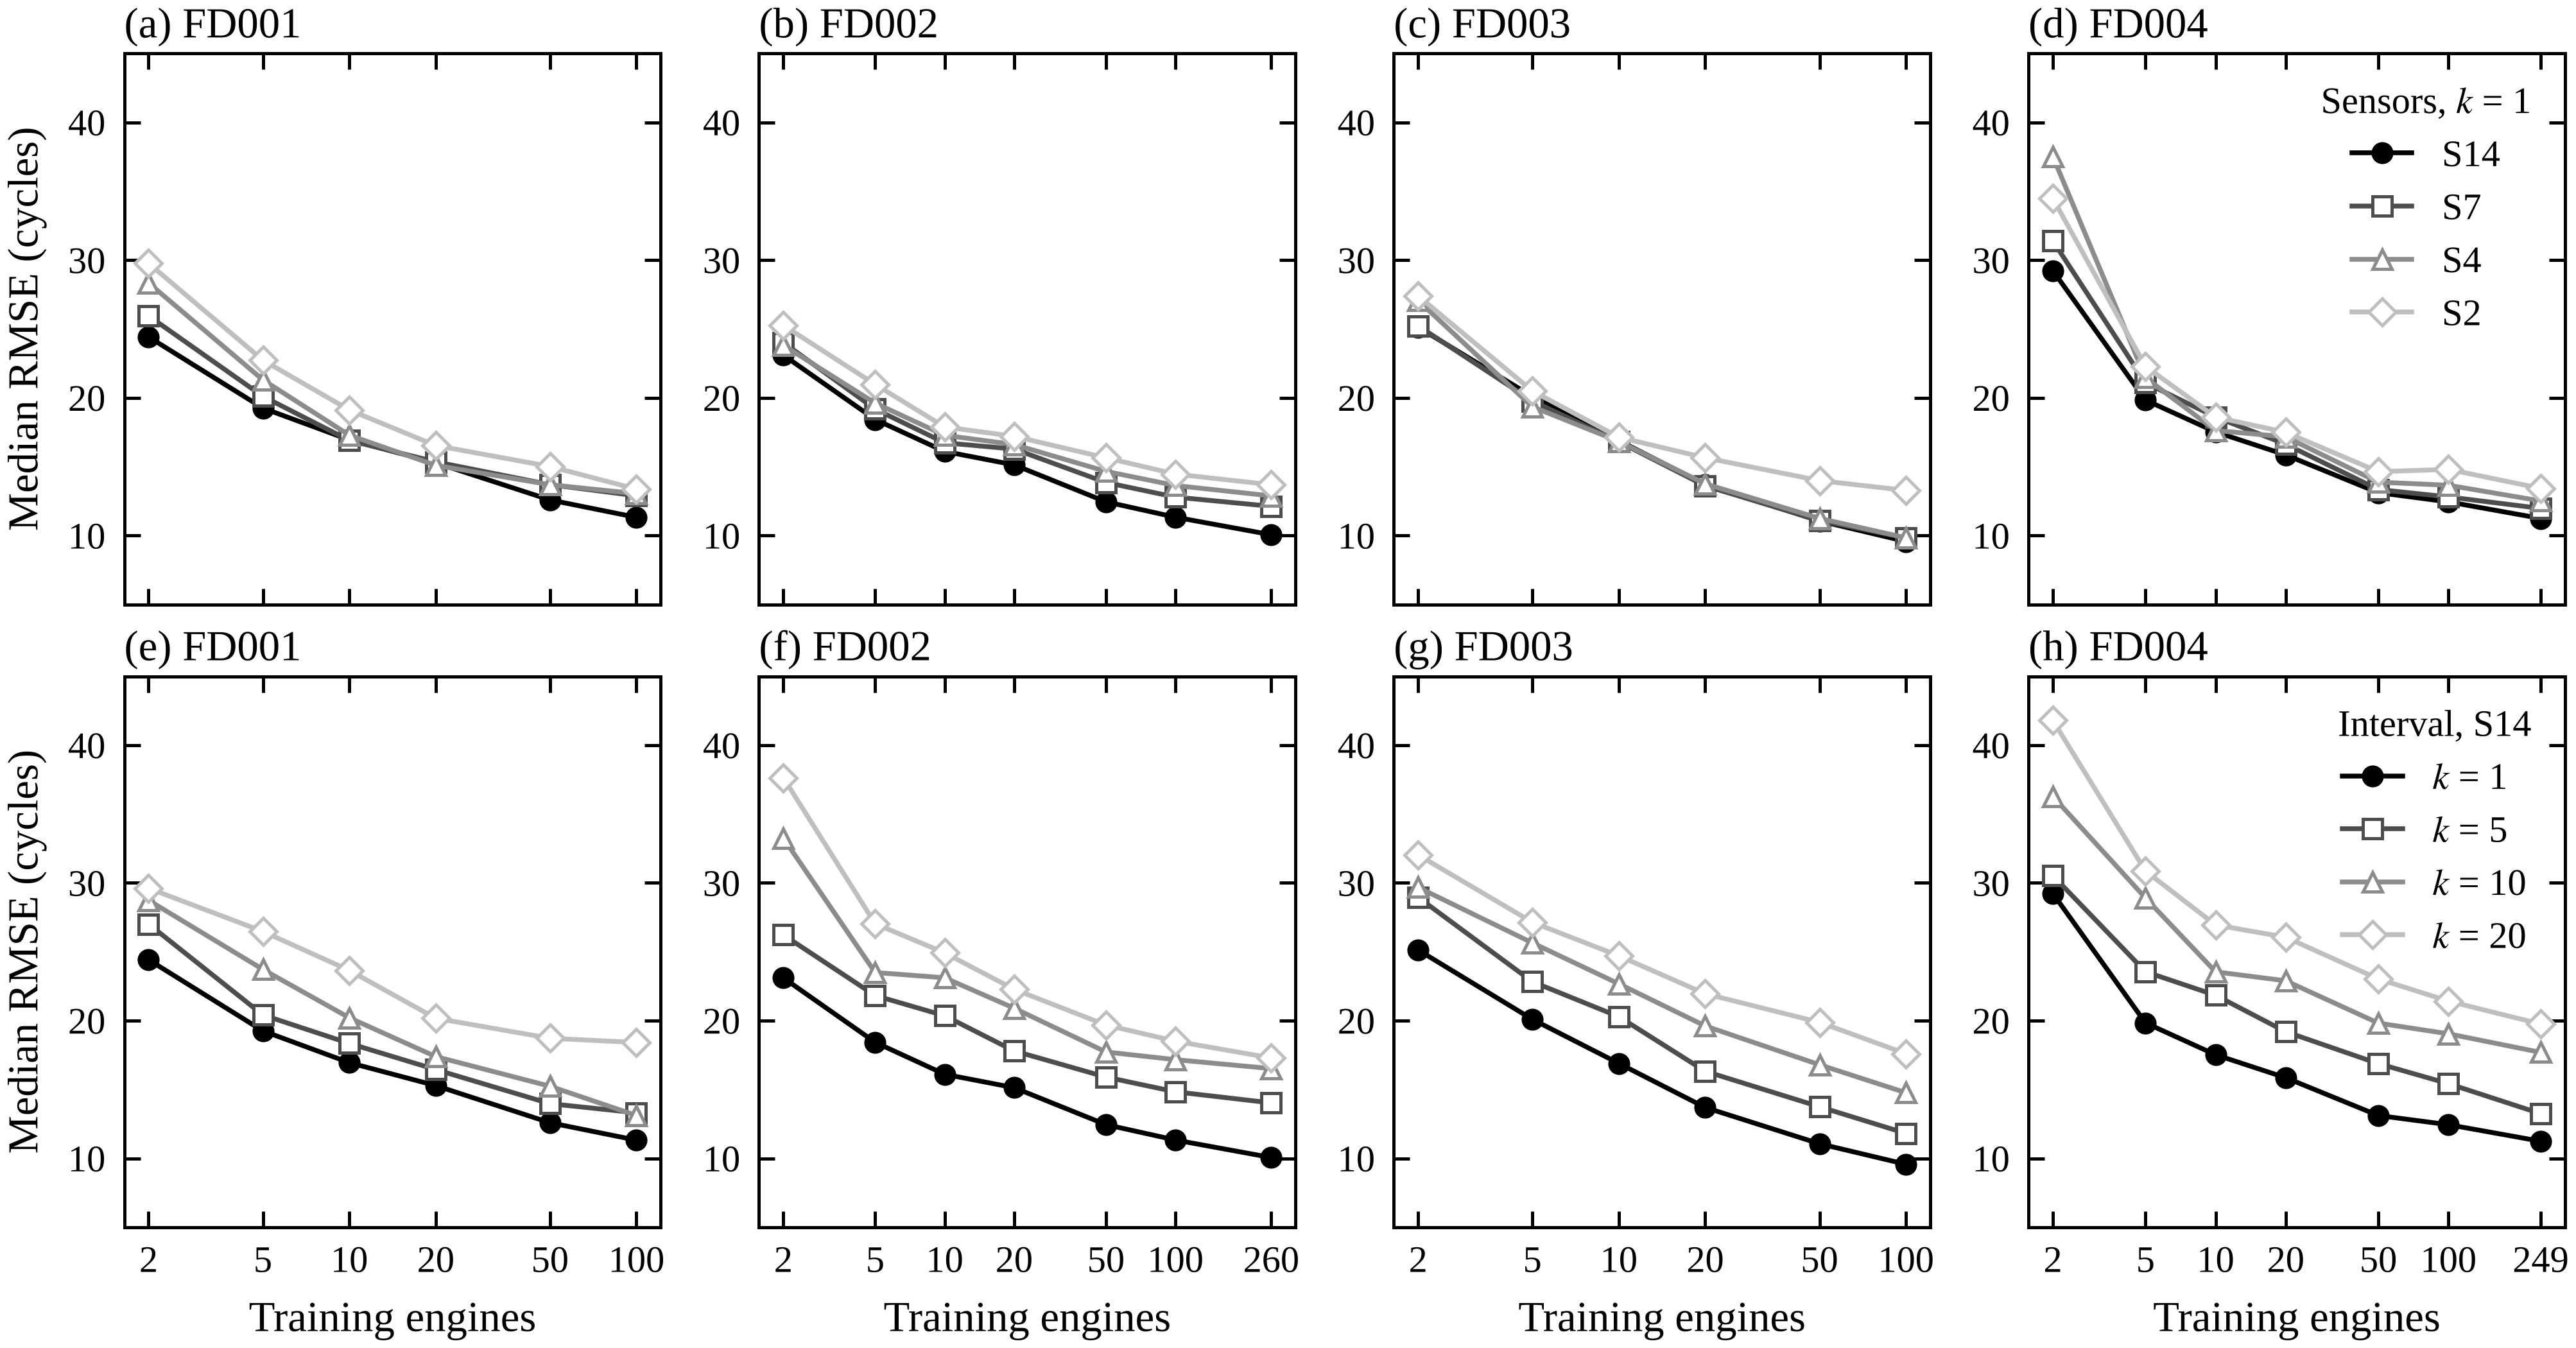 (a) FD001
(b) FD002
(c) FD003
(d) FD004
Median RMSE (cycles)
40
30
20
10
40
30
20
10
40
30
20
10
40
30
20
10
Sensors, k = 1
S14
S7
S4
S2
(e) FD001
(f) FD002
(g) FD003
(h) FD004
Median RMSE (cycles)
40
30
20
10
40
30
20
10
40
30
20
10
40
30
20
10
Interval, S14
k = 1
k = 5
k = 10
k = 20
2 5 10 20 50 100
2 5 10 20 50 100 260
2 5 10 20 50 100
2 5 10 20 50 100 249
Training engines
Training engines
Training engines
Training engines